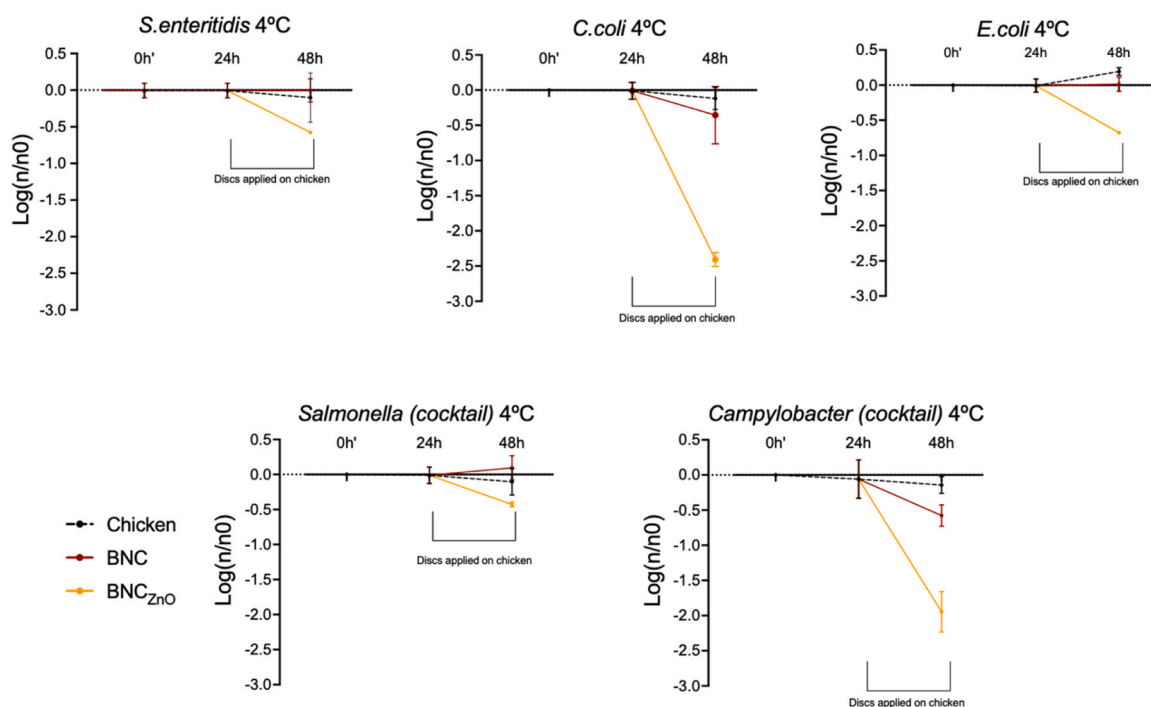 S.enteritidis 4ºC
0h' 24h 48h
0.5
0.0
-0.5
-1.0
-1.5
-2.0
-2.5
-3.0
Log(n/n0)
Discs applied on chicken
C.coli 4ºC
0h' 24h 48h
0.5
0.0
-0.5
-1.0
-1.5
-2.0
-2.5
-3.0
Log(n/n0)
Discs applied on chicken
E.coli 4ºC
0h' 24h 48h
0.5
0.0
-0.5
-1.0
-1.5
-2.0
-2.5
-3.0
Log(n/n0)
Discs applied on chicken
Chicken
BNC
BNCZnO
Salmonella (cocktail) 4ºC
0h' 24h 48h
0.5
0.0
-0.5
-1.0
-1.5
-2.0
-2.5
-3.0
Log(n/n0)
Discs applied on chicken
Campylobacter (cocktail) 4ºC
0h' 24h 48h
0.5
0.0
-0.5
-1.0
-1.5
-2.0
-2.5
-3.0
Log(n/n0)
Discs applied on chicken